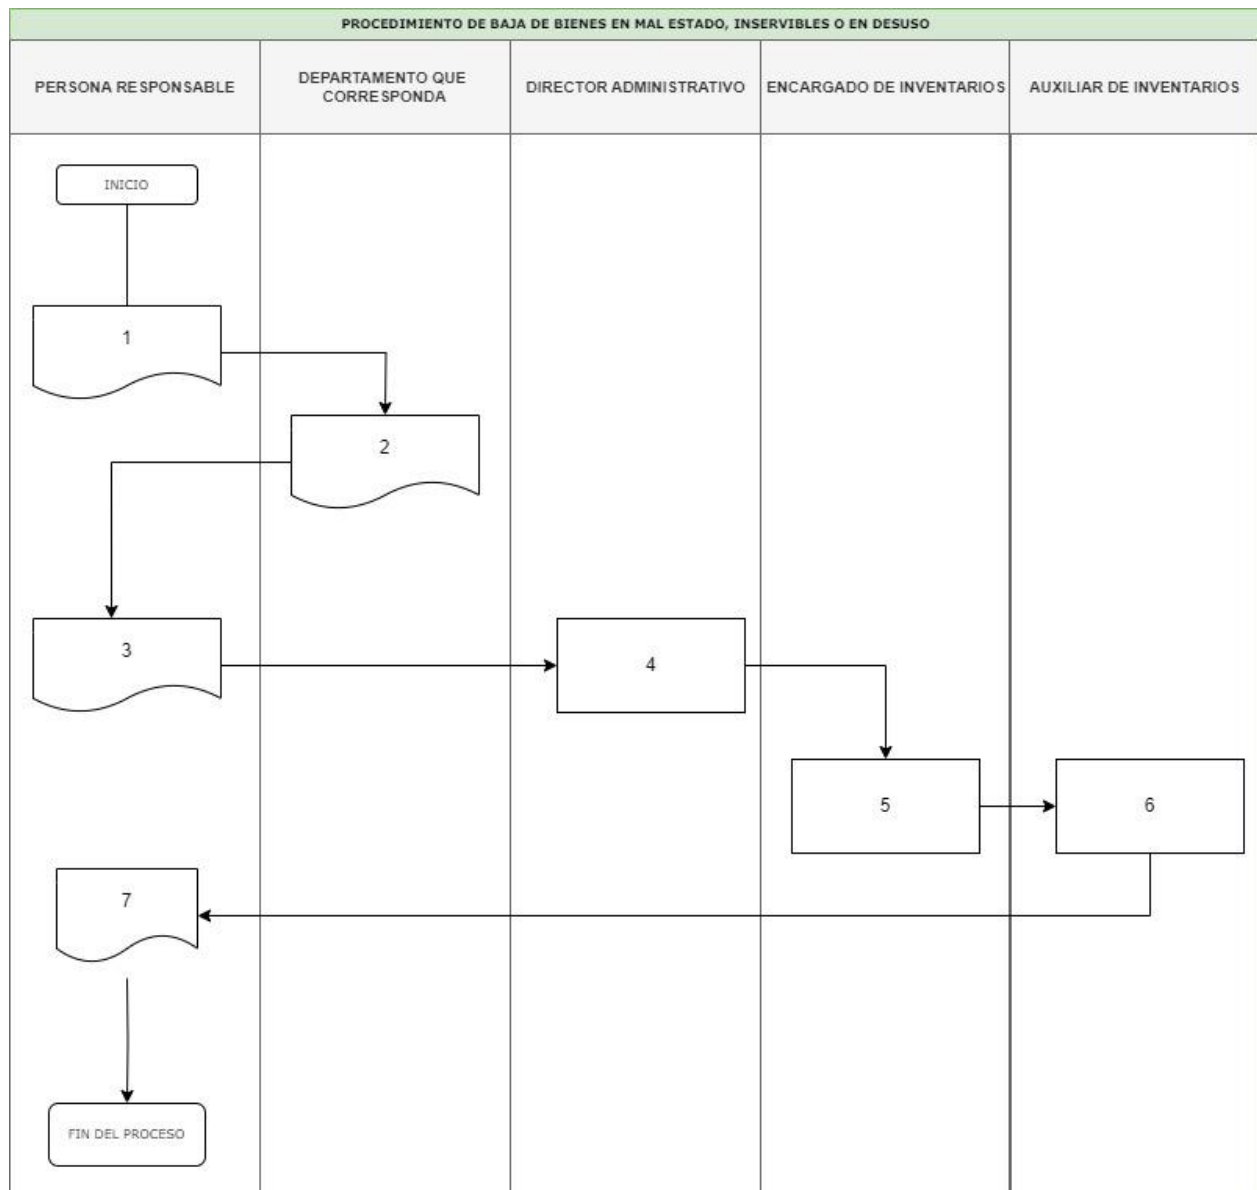 PROCEDIMIENTO DE BAJA DE BIENES EN MAL ESTADO, INSERVIBLES O EN DESUSO
PERSONA RESPONSABLE
DEPARTAMENTO QUE
CORRESPONDA
DIRECTOR ADMINISTRATIVO
ENCARGADO DE INVENTARIOS
AUXILIAR DE INVENTARIOS
INICIO
1
2
3
4
5
6
7
FIN DEL PROCESO